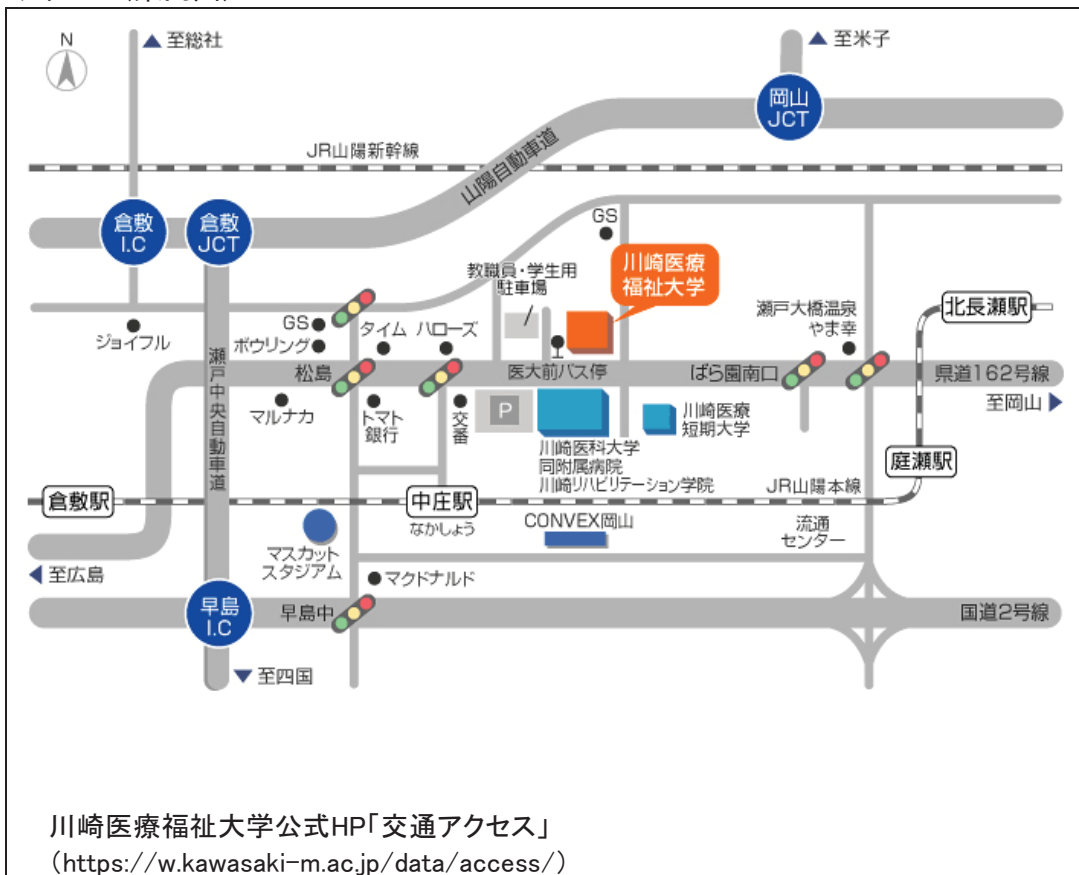 N
▲ 至総社
▲ 至米子
岡山
JCT
JR山陽新幹線
山陽自動車道
倉敷
I.C
倉敷
JCT
GS
川崎医療
福祉大学
教職員・学生用
駐車場
北長瀬駅
瀬戸大橋温泉
やま幸
GS
タイム
ハローズ
ジョイフル
ボウリング
松島
医大前バス停
ばら園南口
県道162号線
至岡山 ▶
瀬戸中央自動車道
マルナカ
トマト
銀行
交番
P
川崎医療
短期大学
川崎医科大学
同附属病院
川崎リハビリテーション学院
庭瀬駅
JR山陽本線
倉敷駅
中庄駅
なかしょう
CONVEX岡山
流通
センター
マスカット
スタジアム
◀ 至広島
マクドナルド
早島
I.C
早島中
国道2号線
▼ 至四国
川崎医療福祉大学公式HP「交通アクセス」
(https://w.kawasaki-m.ac.jp/data/access/)